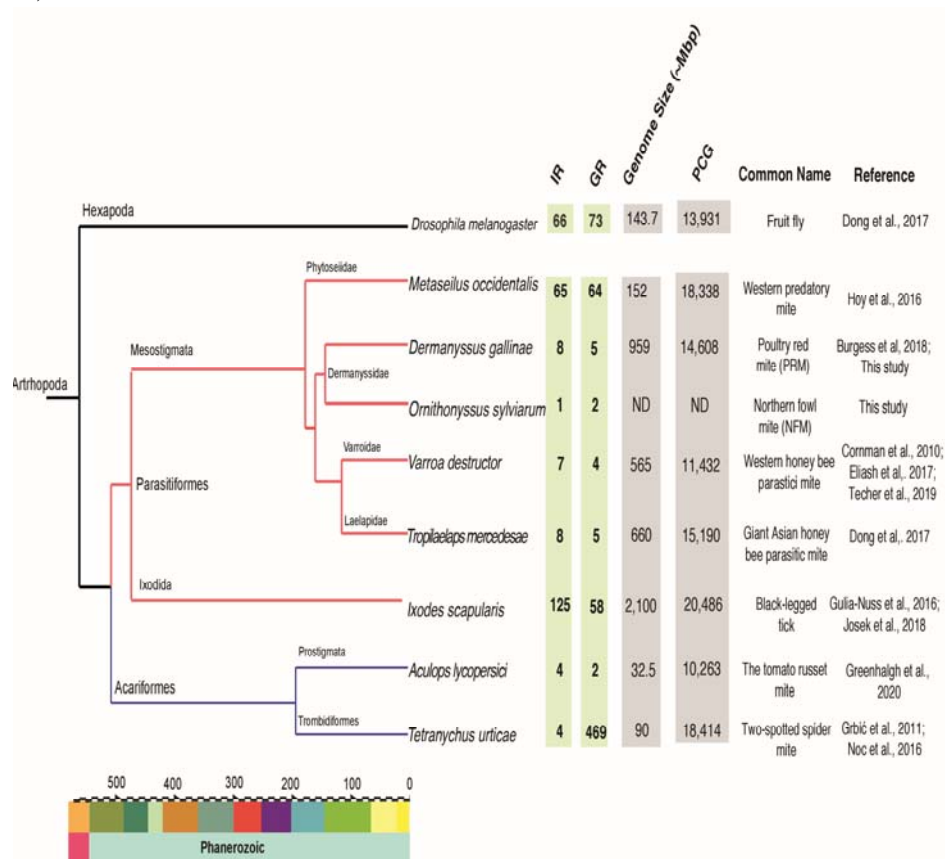 Genome Size (~Mbp)
IR
GR
PCG
Common Name
Reference
Hexapoda
Drosophila melanogaster
66
73
143.7
13,931
Fruit fly
Dong et al., 2017
Phytoseiidae
Metaseilus occidentalis
65
64
152
18,338
Western predatory
mite
Hoy et al., 2016
Mesostigmata
Dermanyssus gallinae
8
5
959
14,608
Poultry red
mite (PRM)
Burgess et al, 2018;
This study
Dermanyssidae
Artrhopoda
Ornithonyssus sylviarum
1
2
ND
ND
Northern fowl
mite (NFM)
This study
Varroidae
Varroa destructor
7
4
565
11,432
Western honey bee
parastici mite
Cornman et al., 2010;
Eliash et,. 2017;
Techer et al., 2019
Parasitiformes
Laelapidae
Tropilaelaps mercedesae
8
5
660
15,190
Giant Asian honey
bee parasitic mite
Dong et al,. 2017
Ixodida
Ixodes scapularis
125
58
2,100
20,486
Black-legged
tick
Gulia-Nuss et al., 2016;
Josek et al., 2018
Prostigmata
Aculops lycopersici
4
2
32.5
10,263
The tomato russet
mite
Greenhalgh et al.,
2020
Acariformes
Trombidiformes
Tetranychus urticae
4
469
90
18,414
Two-spotted spider
mite
Grbić et al., 2011;
Noc et al., 2016
500
400
300
200
100
0
Phanerozoic